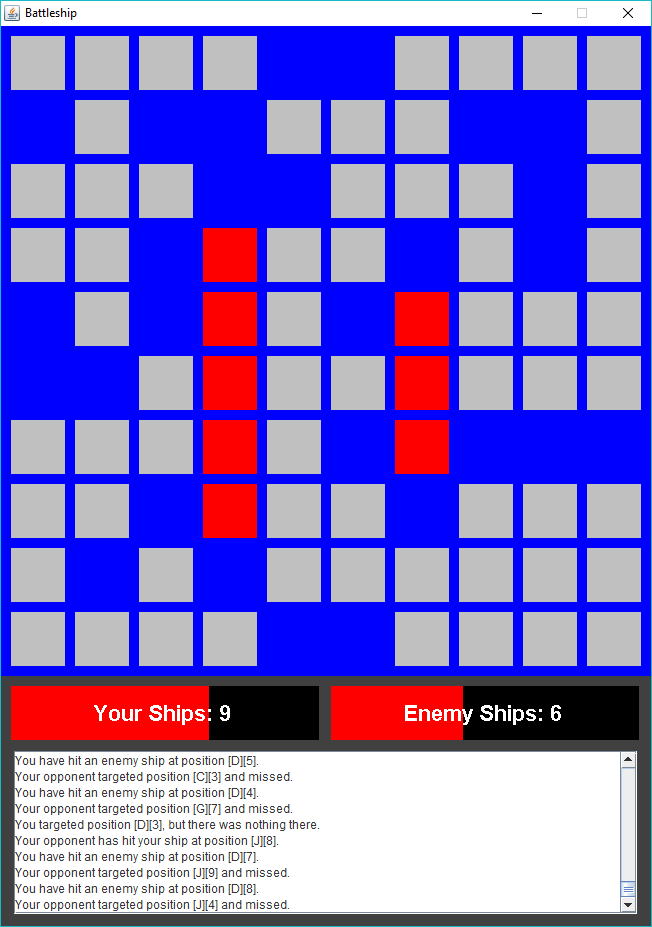 Battleship
Your Ships: 9
Enemy Ships: 6
You have hit an enemy ship at position [D][5].
Your opponent targeted position [C][3] and missed.
You have hit an enemy ship at position [D][4].
Your opponent targeted position [G][7] and missed.
You targeted position [D][3], but there was nothing there.
Your opponent has hit your ship at position [J][8].
You have hit an enemy ship at position [D][7].
Your opponent targeted position [J][9] and missed.
You have hit an enemy ship at position [D][8].
Your opponent targeted position [J][4] and missed.